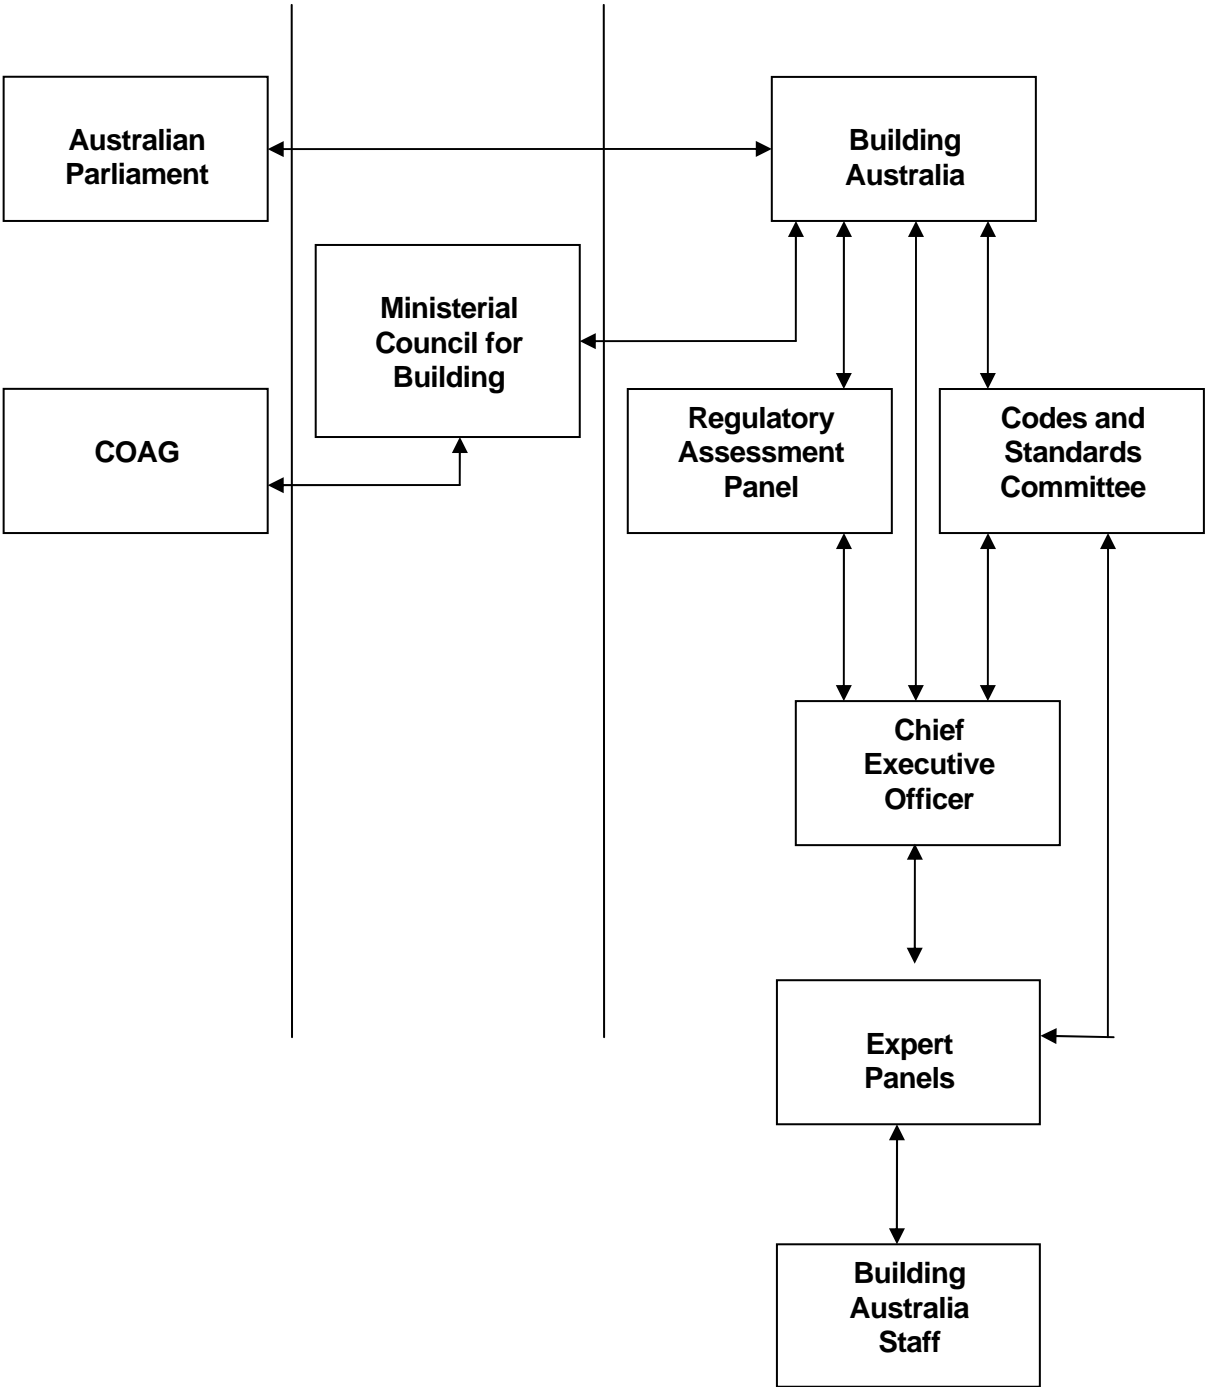 Australian
Parliament
Building
Australia
Ministerial
Council for
Building
COAG
Regulatory
Assessment
Panel
Codes and
Standards
Committee
Chief
Executive
Officer
Expert
Panels
Building
Australia
Staff